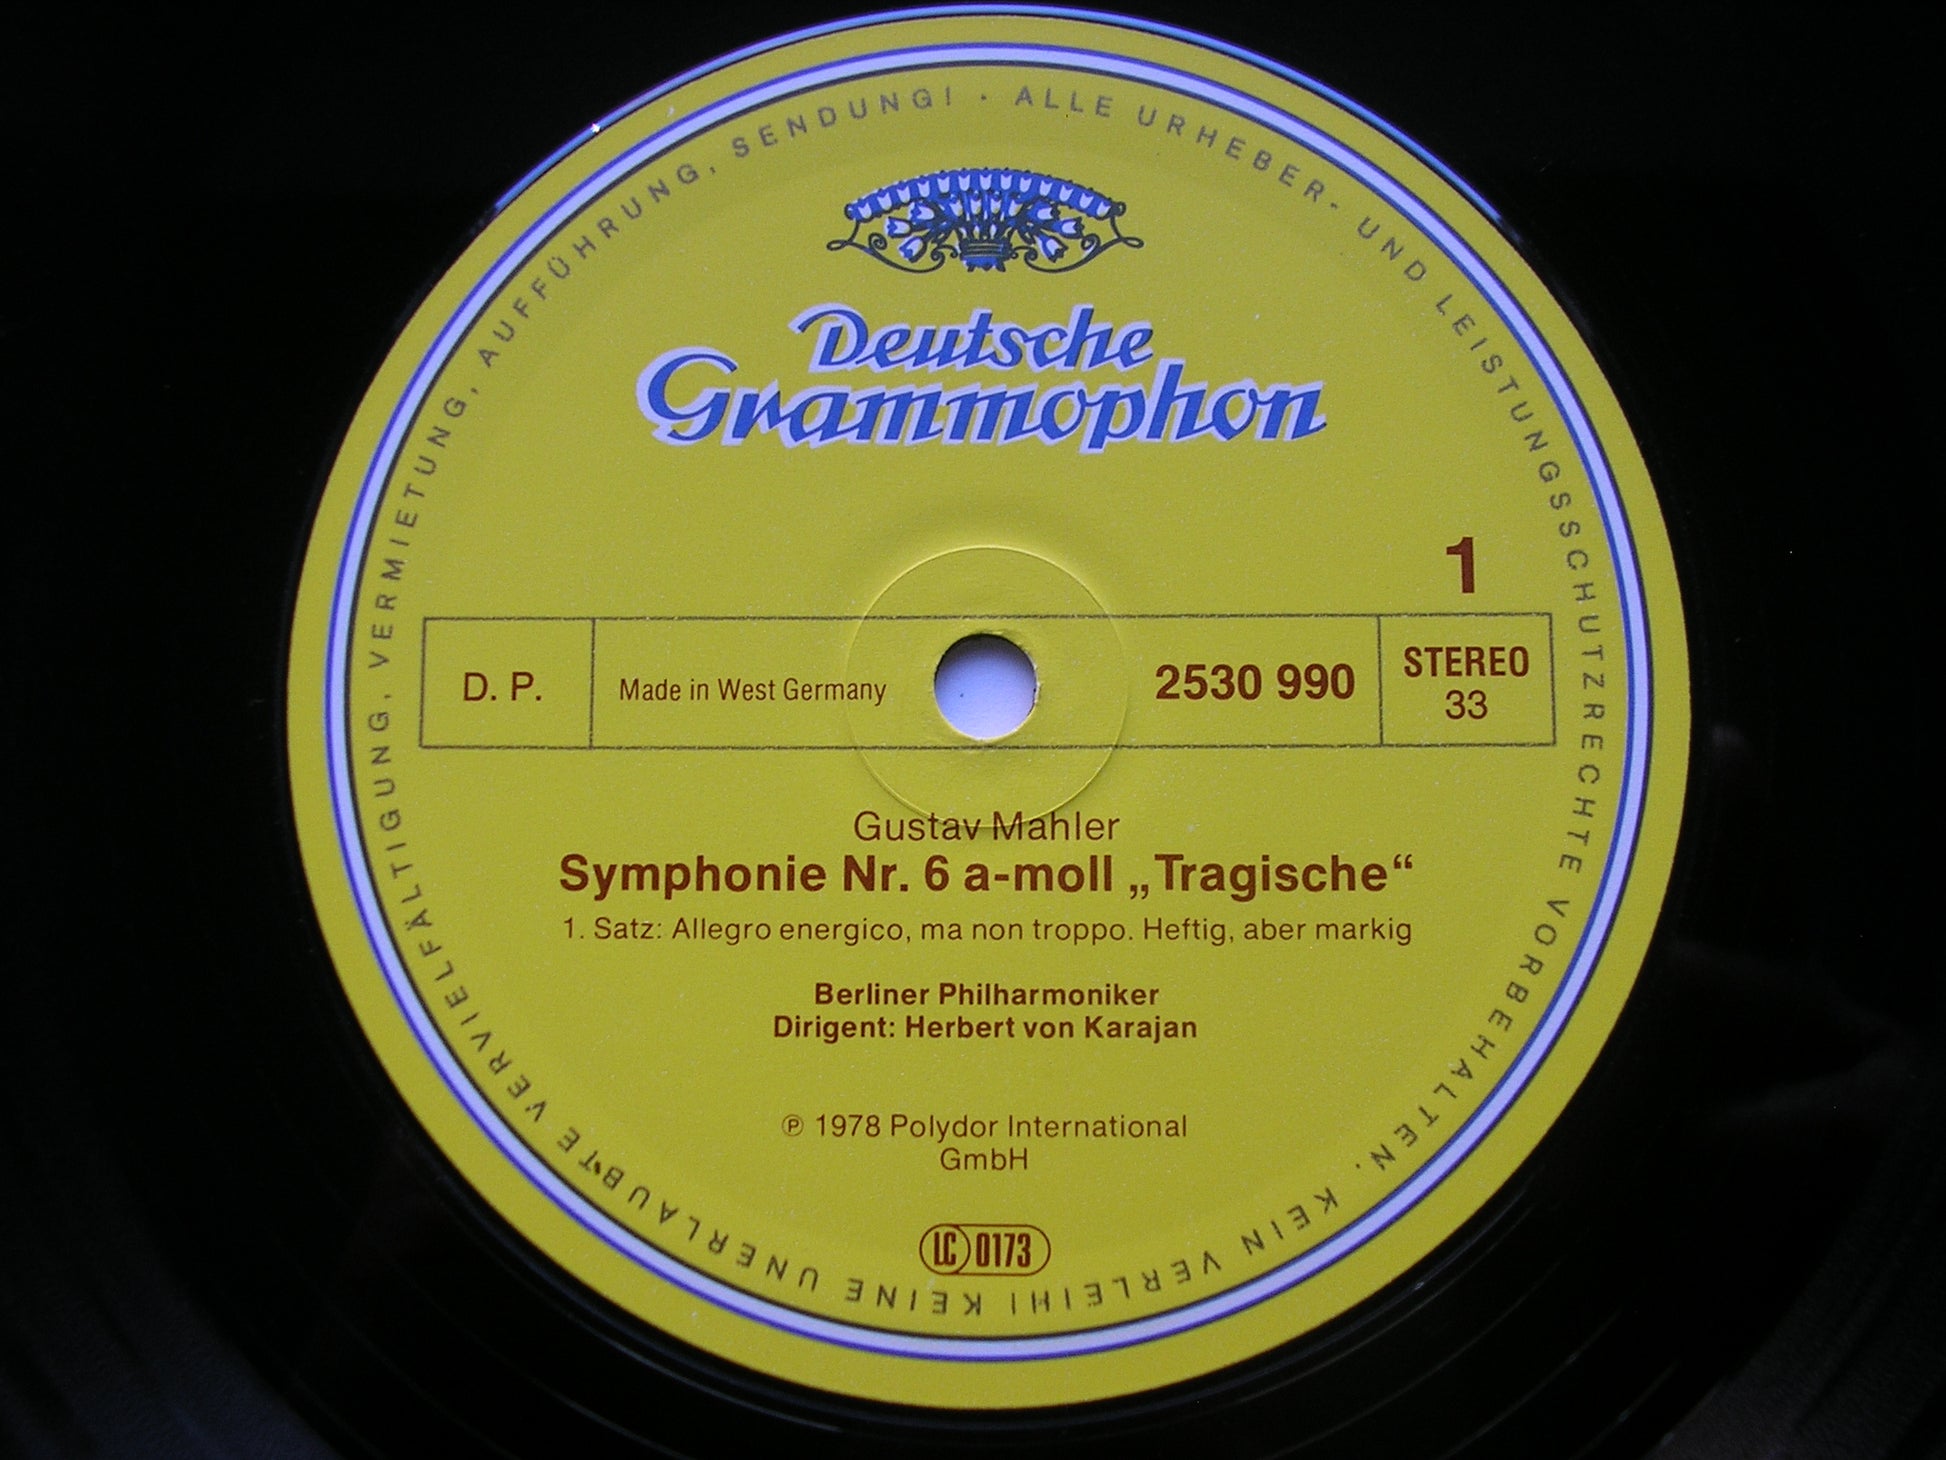 ALLE URHEBER- UND LEISTUNGSSCHUTZRECHTE VORBEHALTEN. KEIN VERLEIH! KEINE UNERLAUBTE VERVIELFÄLTIGUNG, VERMIETUNG, AUFFÜHRUNG, SENDUNG! ·
Deutsche
Grammophon
1
D. P.
Made in West Germany
2530 990
STEREO
33
Gustav Mahler
Symphonie Nr. 6 a-moll „Tragische“
1. Satz: Allegro energico, ma non troppo. Heftig, aber markig
Berliner Philharmoniker
Dirigent: Herbert von Karajan
℗ 1978 Polydor International
GmbH
LC 0173